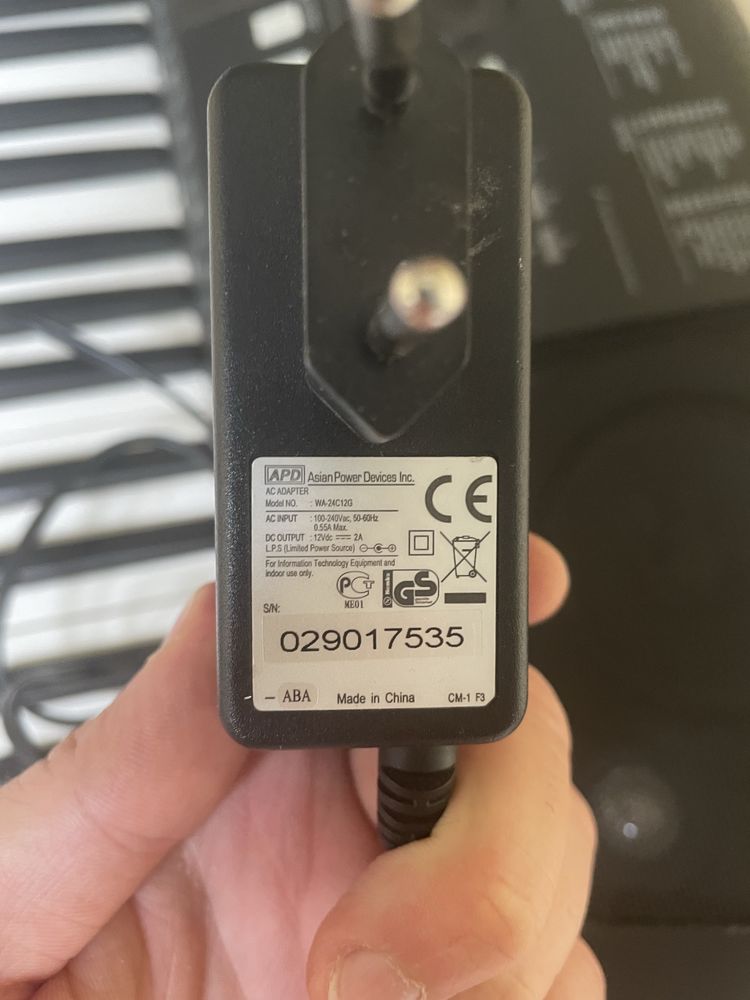 APD Asian Power Devices Inc.
AC ADAPTER
Model NO. : WA-24C12G
AC INPUT : 100-240Vac, 50-60Hz
0.55A Max.
DC OUTPUT : 12Vdc ⎓ 2A
L.P.S (Limited Power Source)
For Information Technology Equipment and
indoor use only.
CE
PCT
ME01
Nemko
GS
S/N:
029017535
- ABA
Made in China
CM-1 F3